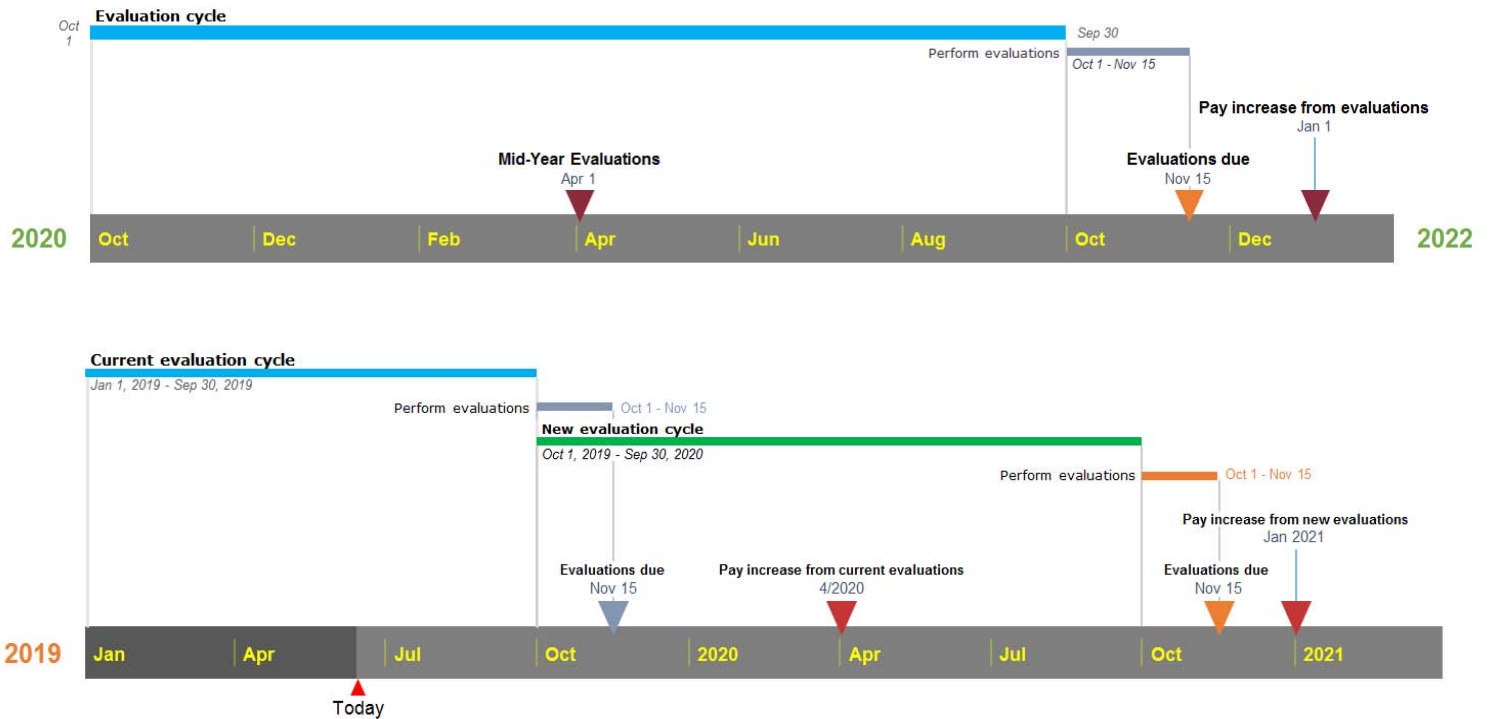 Evaluation cycle
Oct
1
Sep 30
Perform evaluations
Oct 1 - Nov 15
Pay increase from evaluations
Jan 1
Mid-Year Evaluations
Apr 1
Evaluations due
Nov 15
2020 Oct Dec Feb Apr Jun Aug Oct Dec 2022
Current evaluation cycle
Jan 1, 2019 - Sep 30, 2019
Perform evaluations Oct 1 - Nov 15
New evaluation cycle
Oct 1, 2019 - Sep 30, 2020
Perform evaluations Oct 1 - Nov 15
Pay increase from new evaluations
Jan 2021
Evaluations due
Nov 15
Pay increase from current evaluations
4/2020
Evaluations due
Nov 15
2019 Jan Apr Jul Oct 2020 Apr Jul Oct 2021
Today